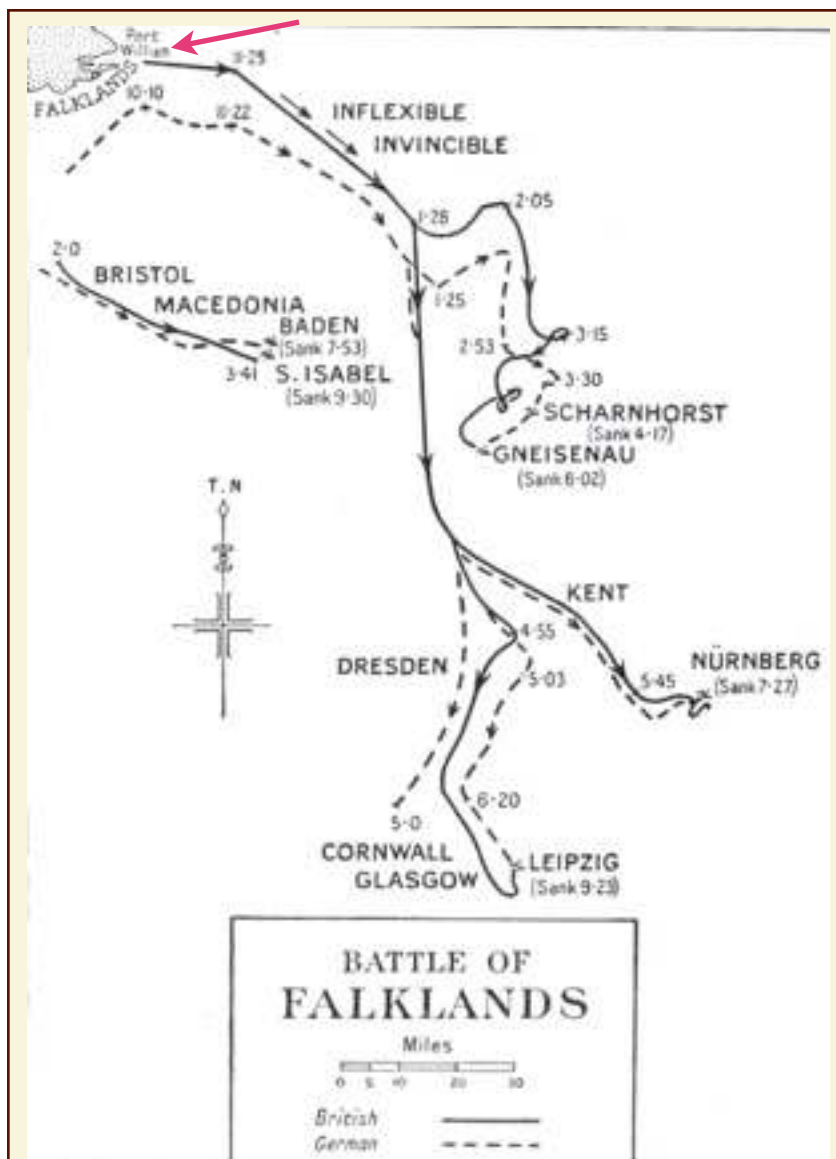 Port
William
FALKLANDS
11-25
10-10
11-22
INFLEXIBLE
INVINCIBLE
1-26
2-05
2-0
BRISTOL
MACEDONIA
BADEN
(Sank 7-53)
3-41
S. ISABEL
(Sank 9-30)
1-25
2-53
3-15
3-30
SCHARNHORST
(Sank 4-17)
GNEISENAU
(Sank 6-02)
T.N
KENT
4-55
DRESDEN
5-03
5-45
NÜRNBERG
(Sank 7-27)
5-0
6-20
CORNWALL
GLASGOW
LEIPZIG
(Sank 9-23)
BATTLE OF
FALKLANDS
Miles
0 5 10 20 30
British
German